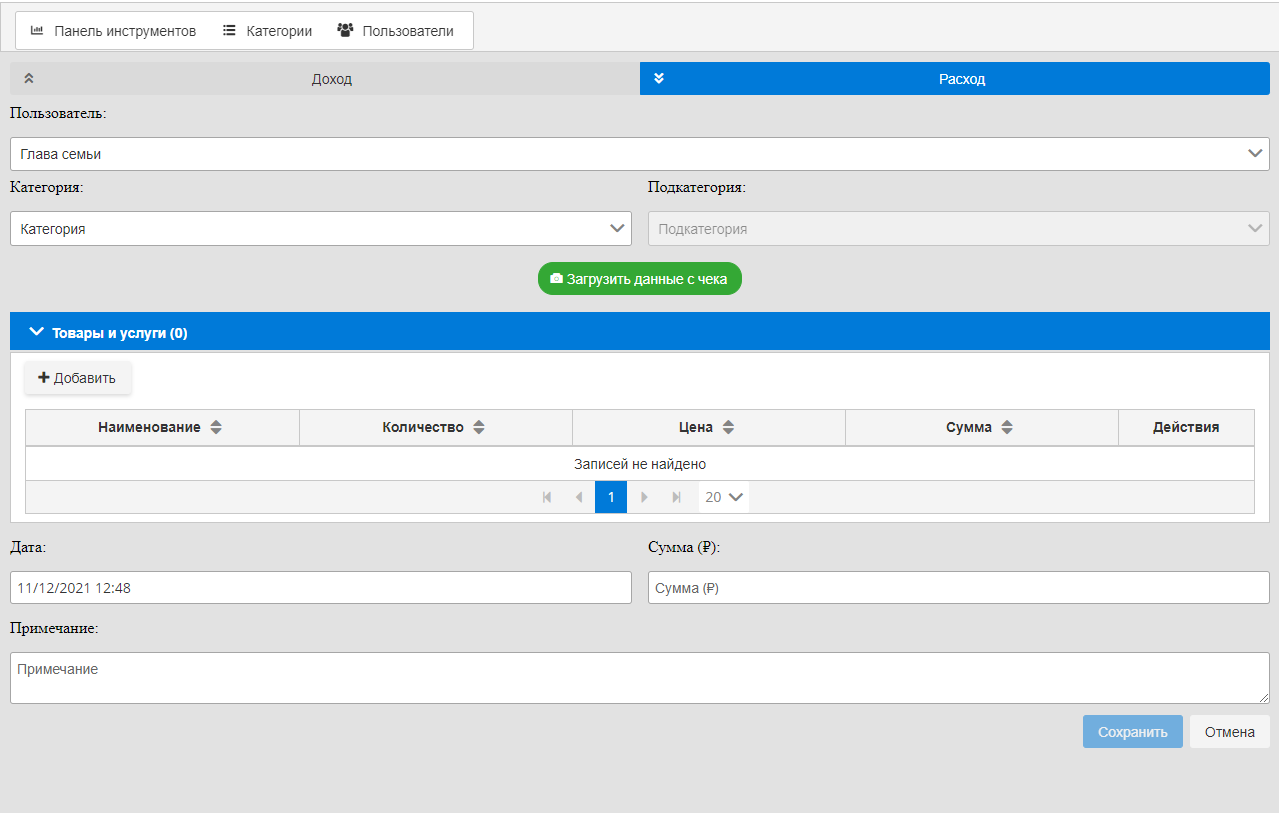 Панель инструментов Категории Пользователи
Доход Расход
Пользователь:
Глава семьи
Категория: Подкатегория:
Категория Подкатегория
Загрузить данные с чека
Товары и услуги (0)
Добавить
Наименование Количество Цена Сумма Действия
Записей не найдено
1 20
Дата: Сумма (₽):
11/12/2021 12:48 Сумма (₽)
Примечание:
Примечание
Сохранить Отмена